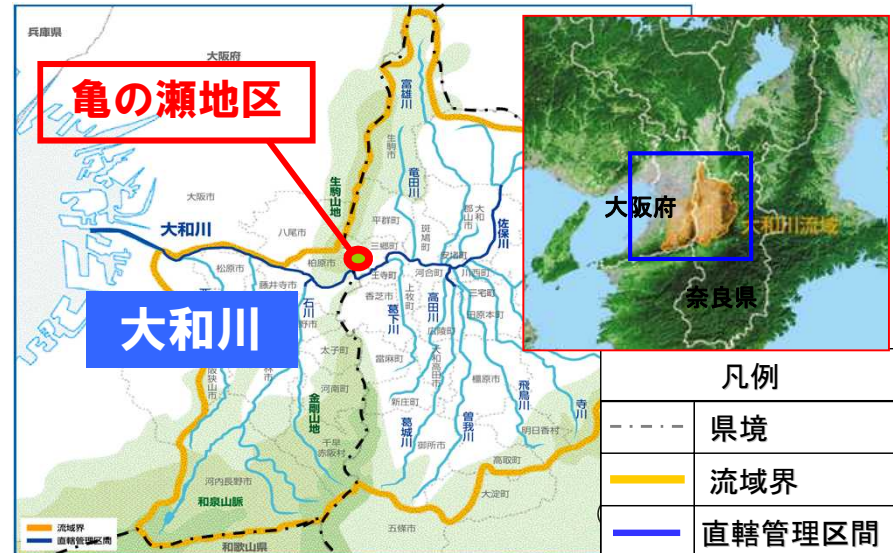 兵庫県
大阪府
亀の瀬地区
富雄川
生駒市
竜田川
生駒山地
大阪市
平群町
大和
郡山市
斑鳩町
佐保川
大和川
八尾市
三郷町
安堵町
柏原市
松原市
藤井寺市
王寺町
河合町
川西町
三宅町
香芝市
上牧町
石川
葛下川
高田川
広陵町
田原本町
大和川
太子町
當麻町
大和高田市
橿原市
河南町
金剛山地
新庄町
葛城川
曽我川
飛鳥川
寺川
御所市
明日香村
千早
赤阪村
高取町
河内長野市
大淀町
和泉山脈
五條市
和歌山県
流域界
直轄管理区間
大阪府
大和川流域
奈良県
凡例
県境
流域界
直轄管理区間